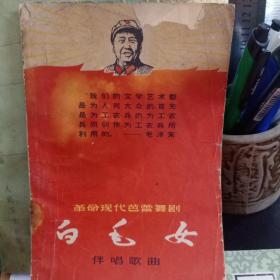 “我们的文学艺术都
是为人民大众的，首先
是为工农兵的，为工农
兵而创作，为工农兵所
利用的。”——毛泽东
革命现代芭蕾舞剧
白毛女
伴唱歌曲